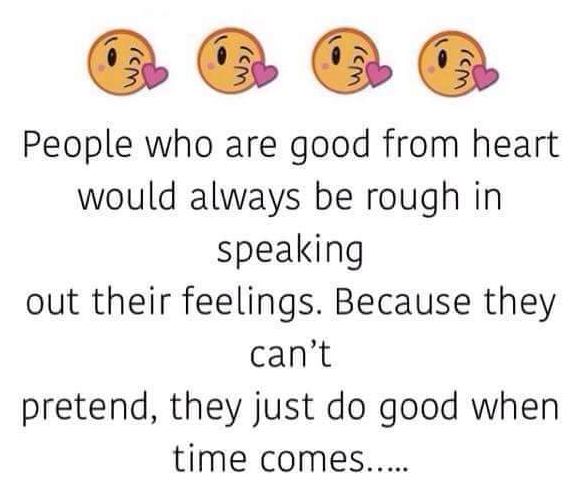 People who are good from heart
would always be rough in
speaking
out their feelings. Because they
can’t
pretend, they just do good when
time comes.....